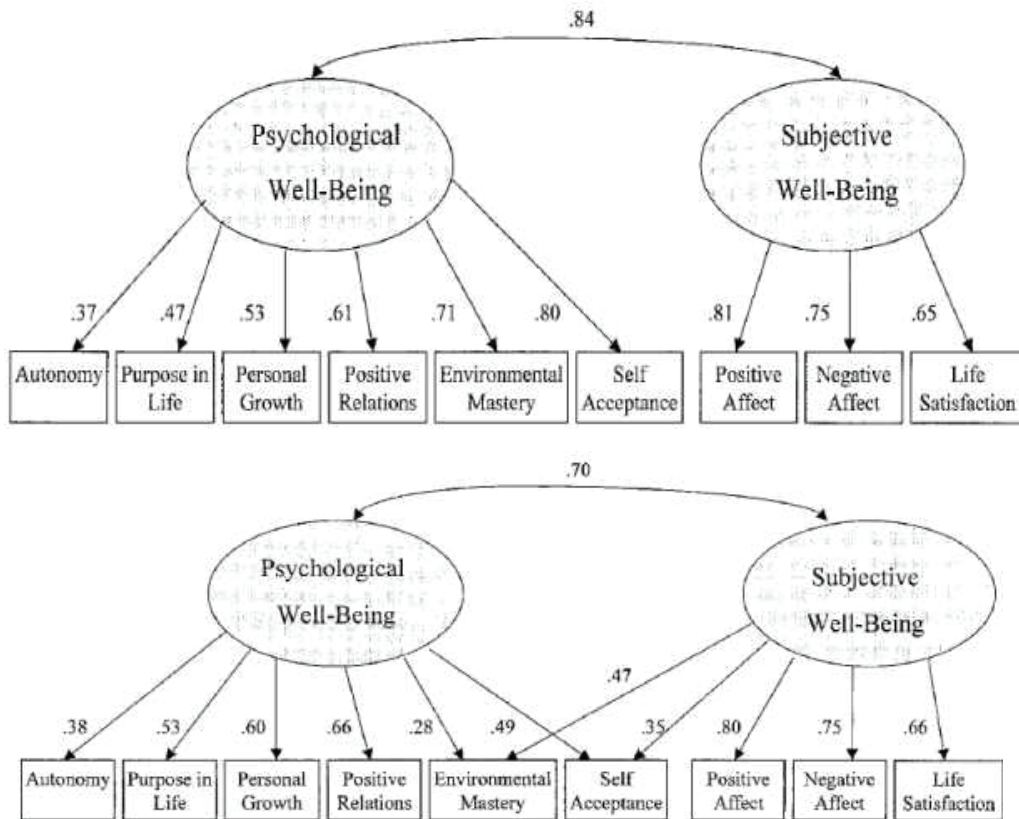 .84
Psychological
Well-Being
Subjective
Well-Being
.37
.47
.53
.61
.71
.80
.81
.75
.65
Autonomy
Purpose in
Life
Personal
Growth
Positive
Relations
Environmental
Mastery
Self
Acceptance
Positive
Affect
Negative
Affect
Life
Satisfaction
.70
Psychological
Well-Being
Subjective
Well-Being
.47
.38
.53
.60
.66
.28
.49
.35
.80
.75
.66
Autonomy
Purpose in
Life
Personal
Growth
Positive
Relations
Environmental
Mastery
Self
Acceptance
Positive
Affect
Negative
Affect
Life
Satisfaction